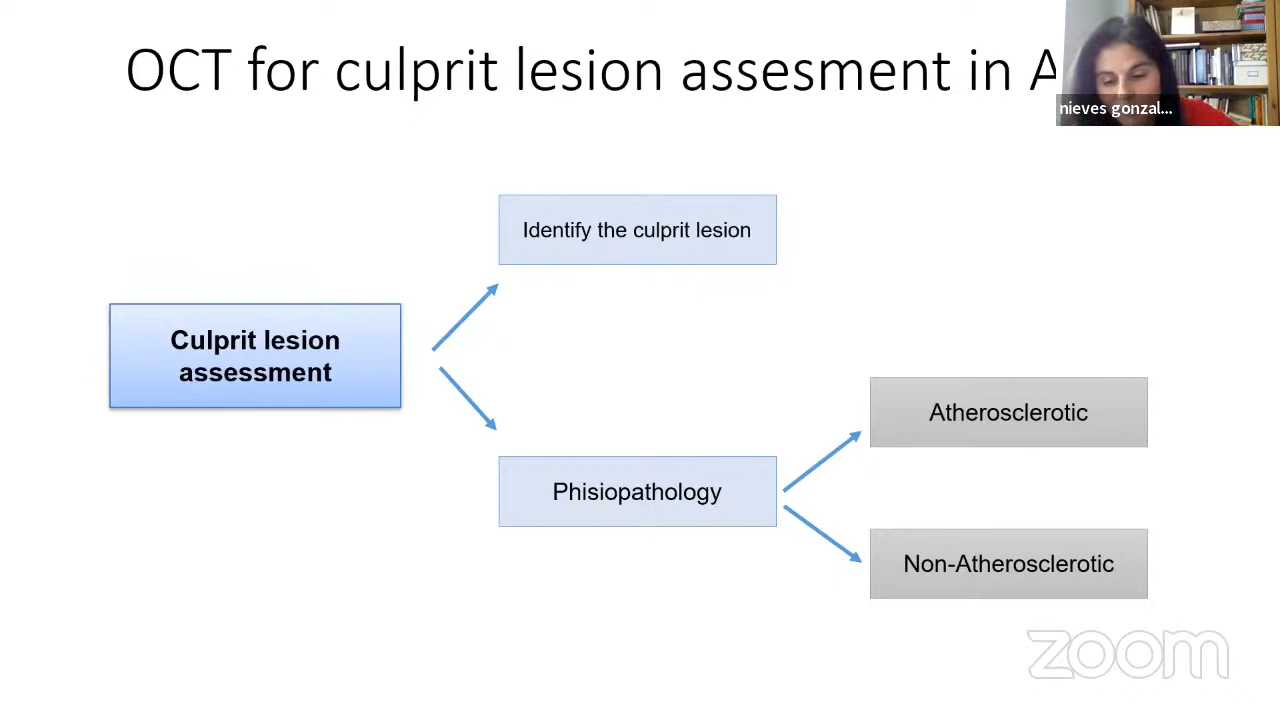 OCT for culprit lesion assesment in A
nieves gonzal...
Identify the culprit lesion
Culprit lesion
assessment
Atherosclerotic
Phisiopathology
Non-Atherosclerotic
zoom